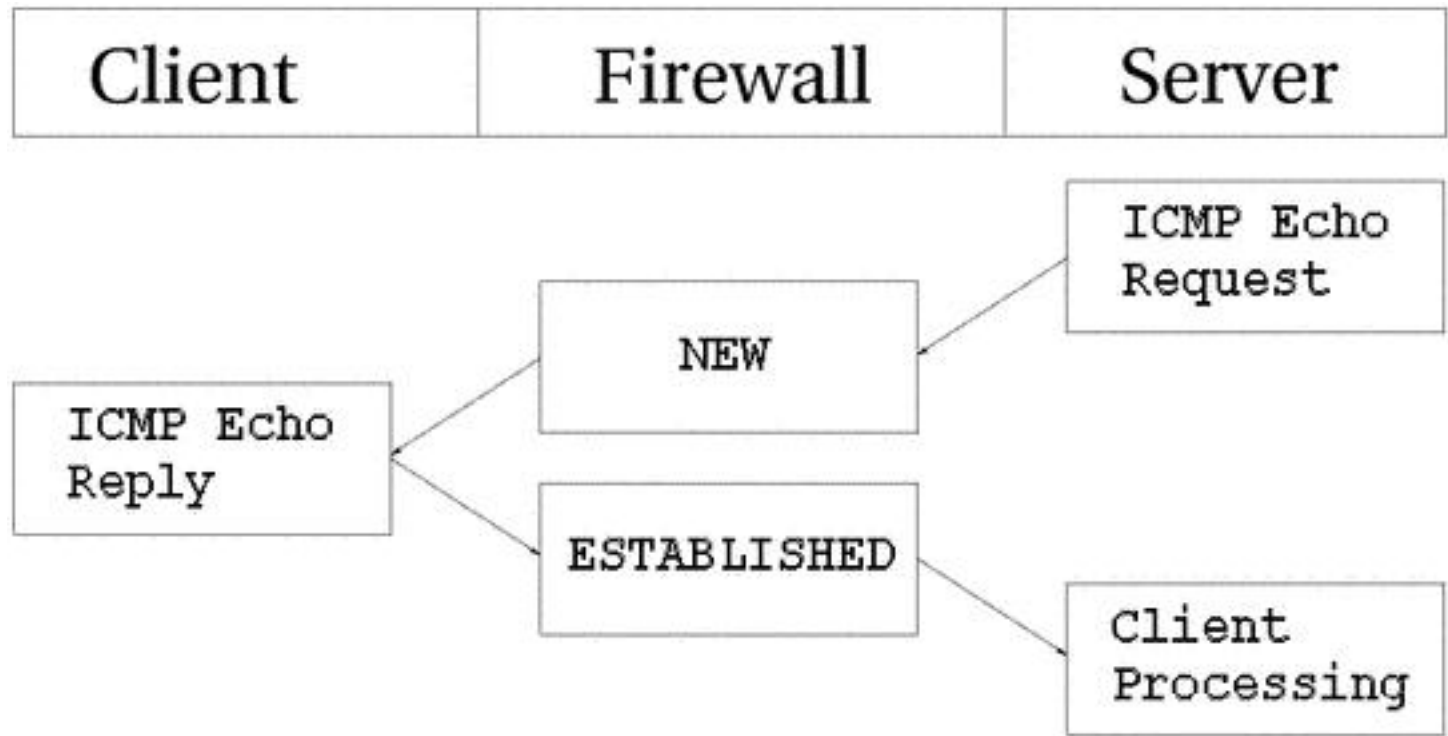 Client Firewall Server
ICMP Echo
Request
NEW
ICMP Echo
Reply
ESTABLISHED
Client
Processing